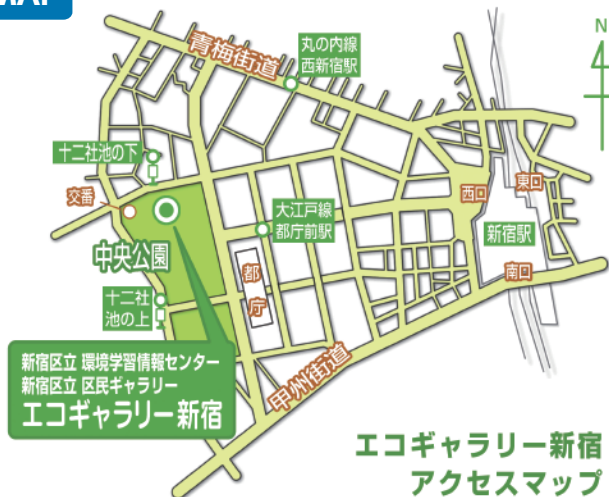 MAP
N
青梅街道
丸の内線
西新宿駅
十二社池の下
交番
大江戸線
都庁前駅
西口
東口
新宿駅
中央公園
都庁
南口
十二社
池の上
新宿区立 環境学習情報センター
新宿区立 区民ギャラリー
エコギャラリー新宿
甲州街道
エコギャラリー新宿
アクセスマップ